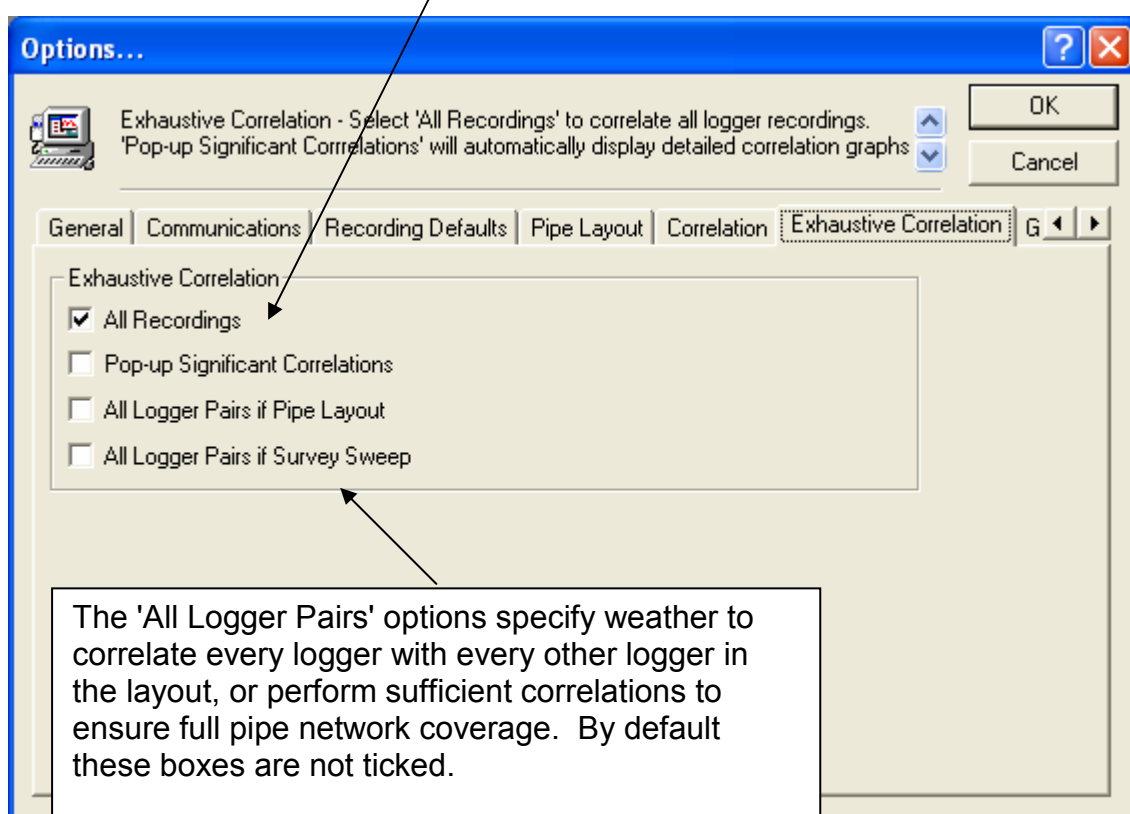 Options...
Exhaustive Correlation - Select 'All Recordings' to correlate all logger recordings.
'Pop-up Significant Corrrelations' will automatically display detailed correlation graphs
OK
Cancel
General
Communications
Recording Defaults
Pipe Layout
Correlation
Exhaustive Correlation
G
Exhaustive Correlation
All Recordings
Pop-up Significant Correlations
All Logger Pairs if Pipe Layout
All Logger Pairs if Survey Sweep
The 'All Logger Pairs' options specify weather to
correlate every logger with every other logger in
the layout, or perform sufficient correlations to
ensure full pipe network coverage.  By default
these boxes are not ticked.